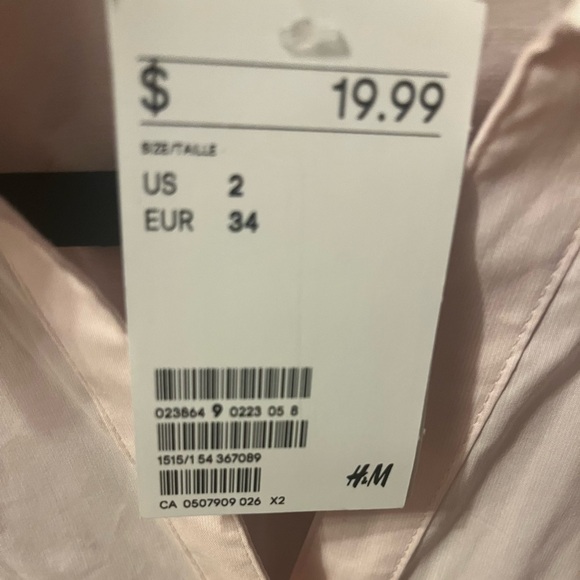 $ 19.99
SIZE/TAILLE
US 2
EUR 34
023864 9 0223 05 8
1515/1 54 367089
H&M
CA 0507909 026 X2